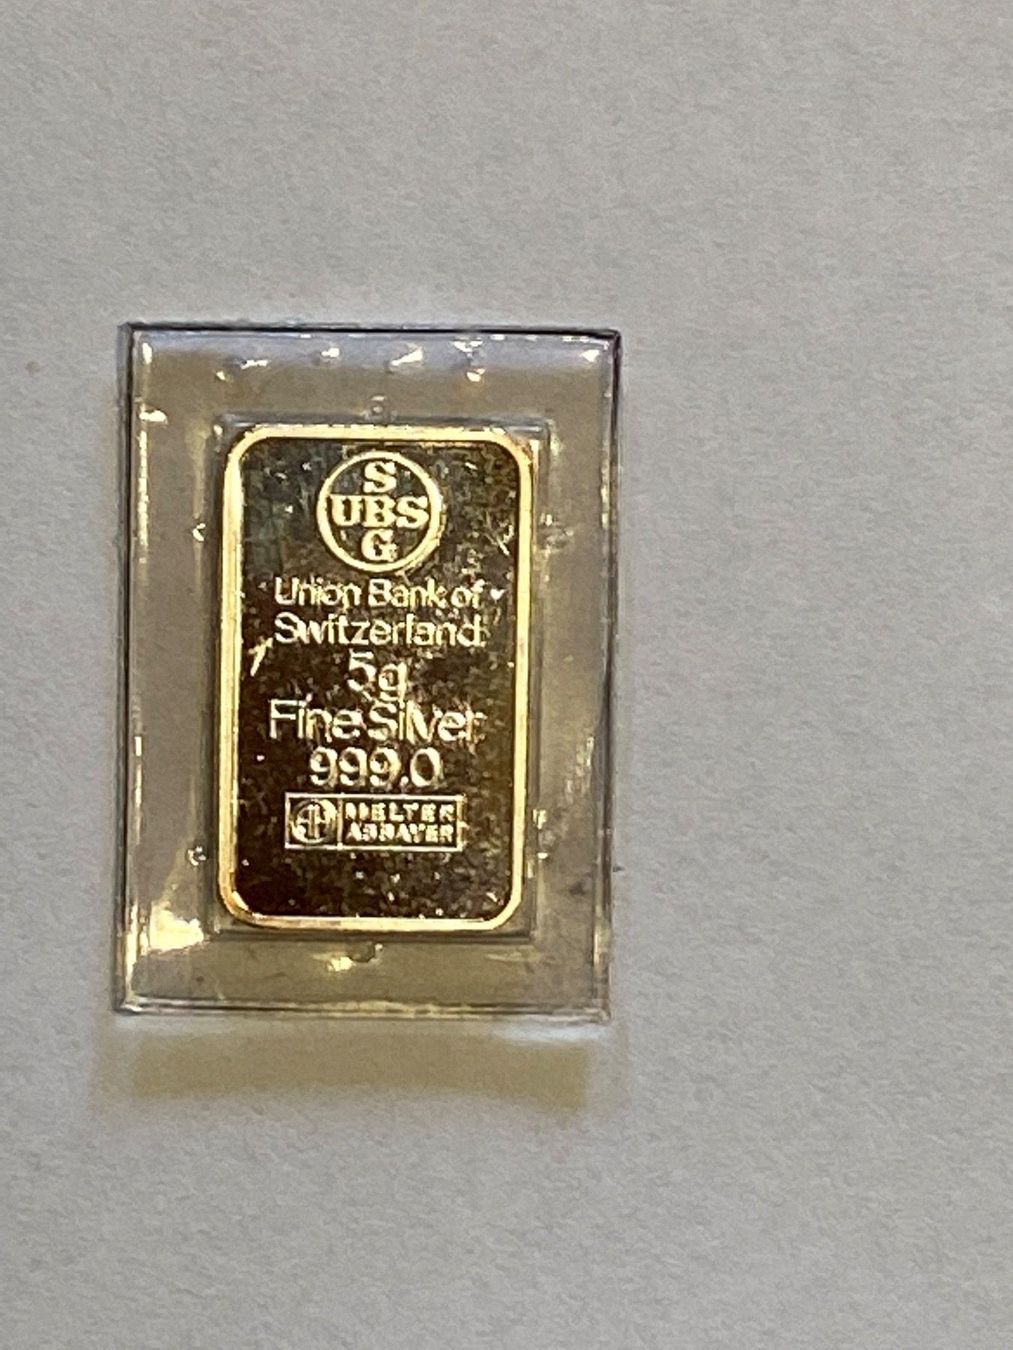 S
UBS
G
Union Bank of
Switzerland
5g
Fine Silver
999.0
MELTER
ASSAYER